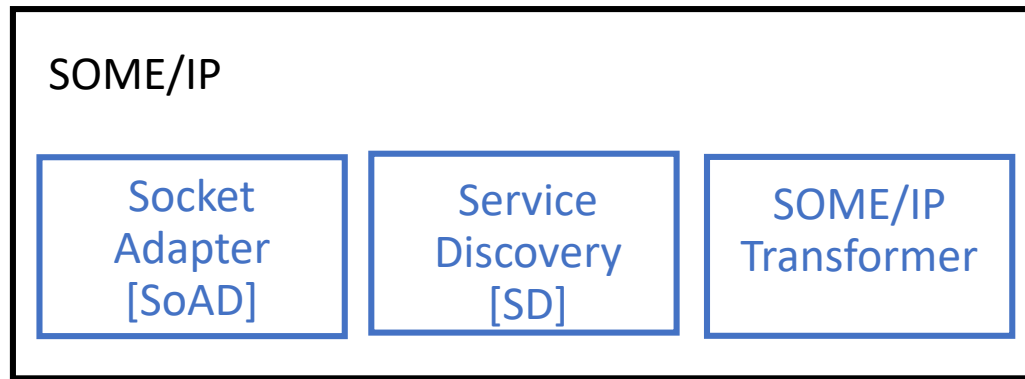 SOME/IP
Socket
Adapter
[SoAD]
Service
Discovery
[SD]
SOME/IP
Transformer